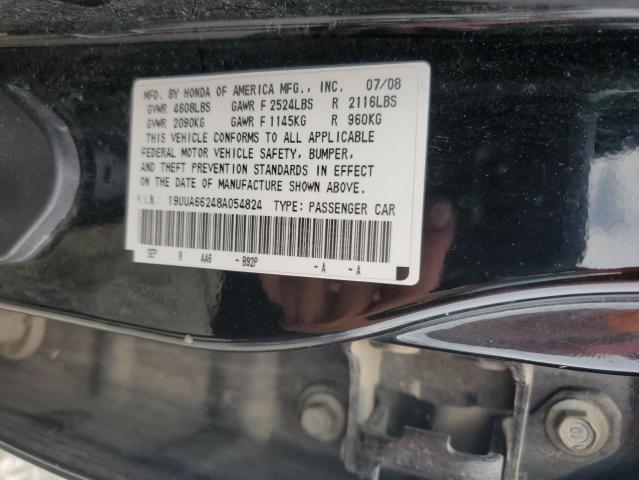 MFD. BY HONDA OF AMERICA MFG., INC. 07/08
GVWR 4608LBS GAWR F 2524LBS R 2116LBS
GVWR 2090KG GAWR F 1145KG R 960KG
THIS VEHICLE CONFORMS TO ALL APPLICABLE
FEDERAL MOTOR VEHICLE SAFETY, BUMPER,
AND THEFT PREVENTION STANDARDS IN EFFECT
ON THE DATE OF MANUFACTURE SHOWN ABOVE.
V.I.N.: 19UUA66248A054824 TYPE: PASSENGER CAR
SEP 8 AA6 - B92P - A - A